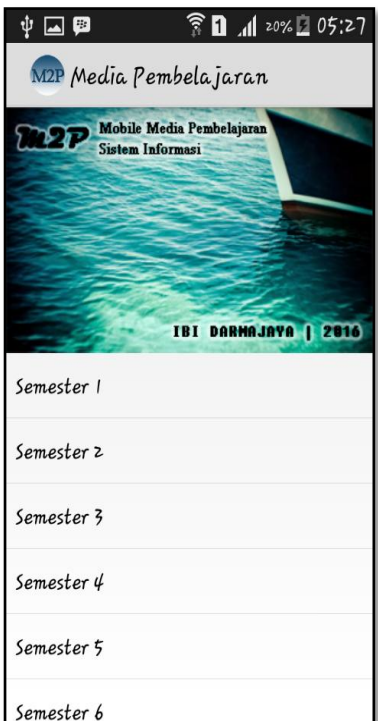 1 20% 05:27
M2P Media Pembelajaran
M2P Mobile Media Pembelajaran
Sistem Informasi
IBI DARMAJAYA | 2016
Semester 1
Semester 2
Semester 3
Semester 4
Semester 5
Semester 6